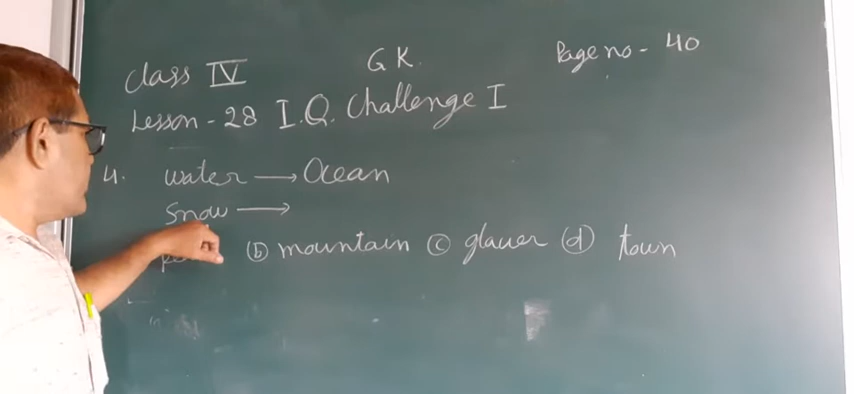 Class IV G K. Page no - 40
Lesson - 28 I.Q. Challenge I
4. water → Ocean
Snow →
(b) mountain (c) glacier (d) town